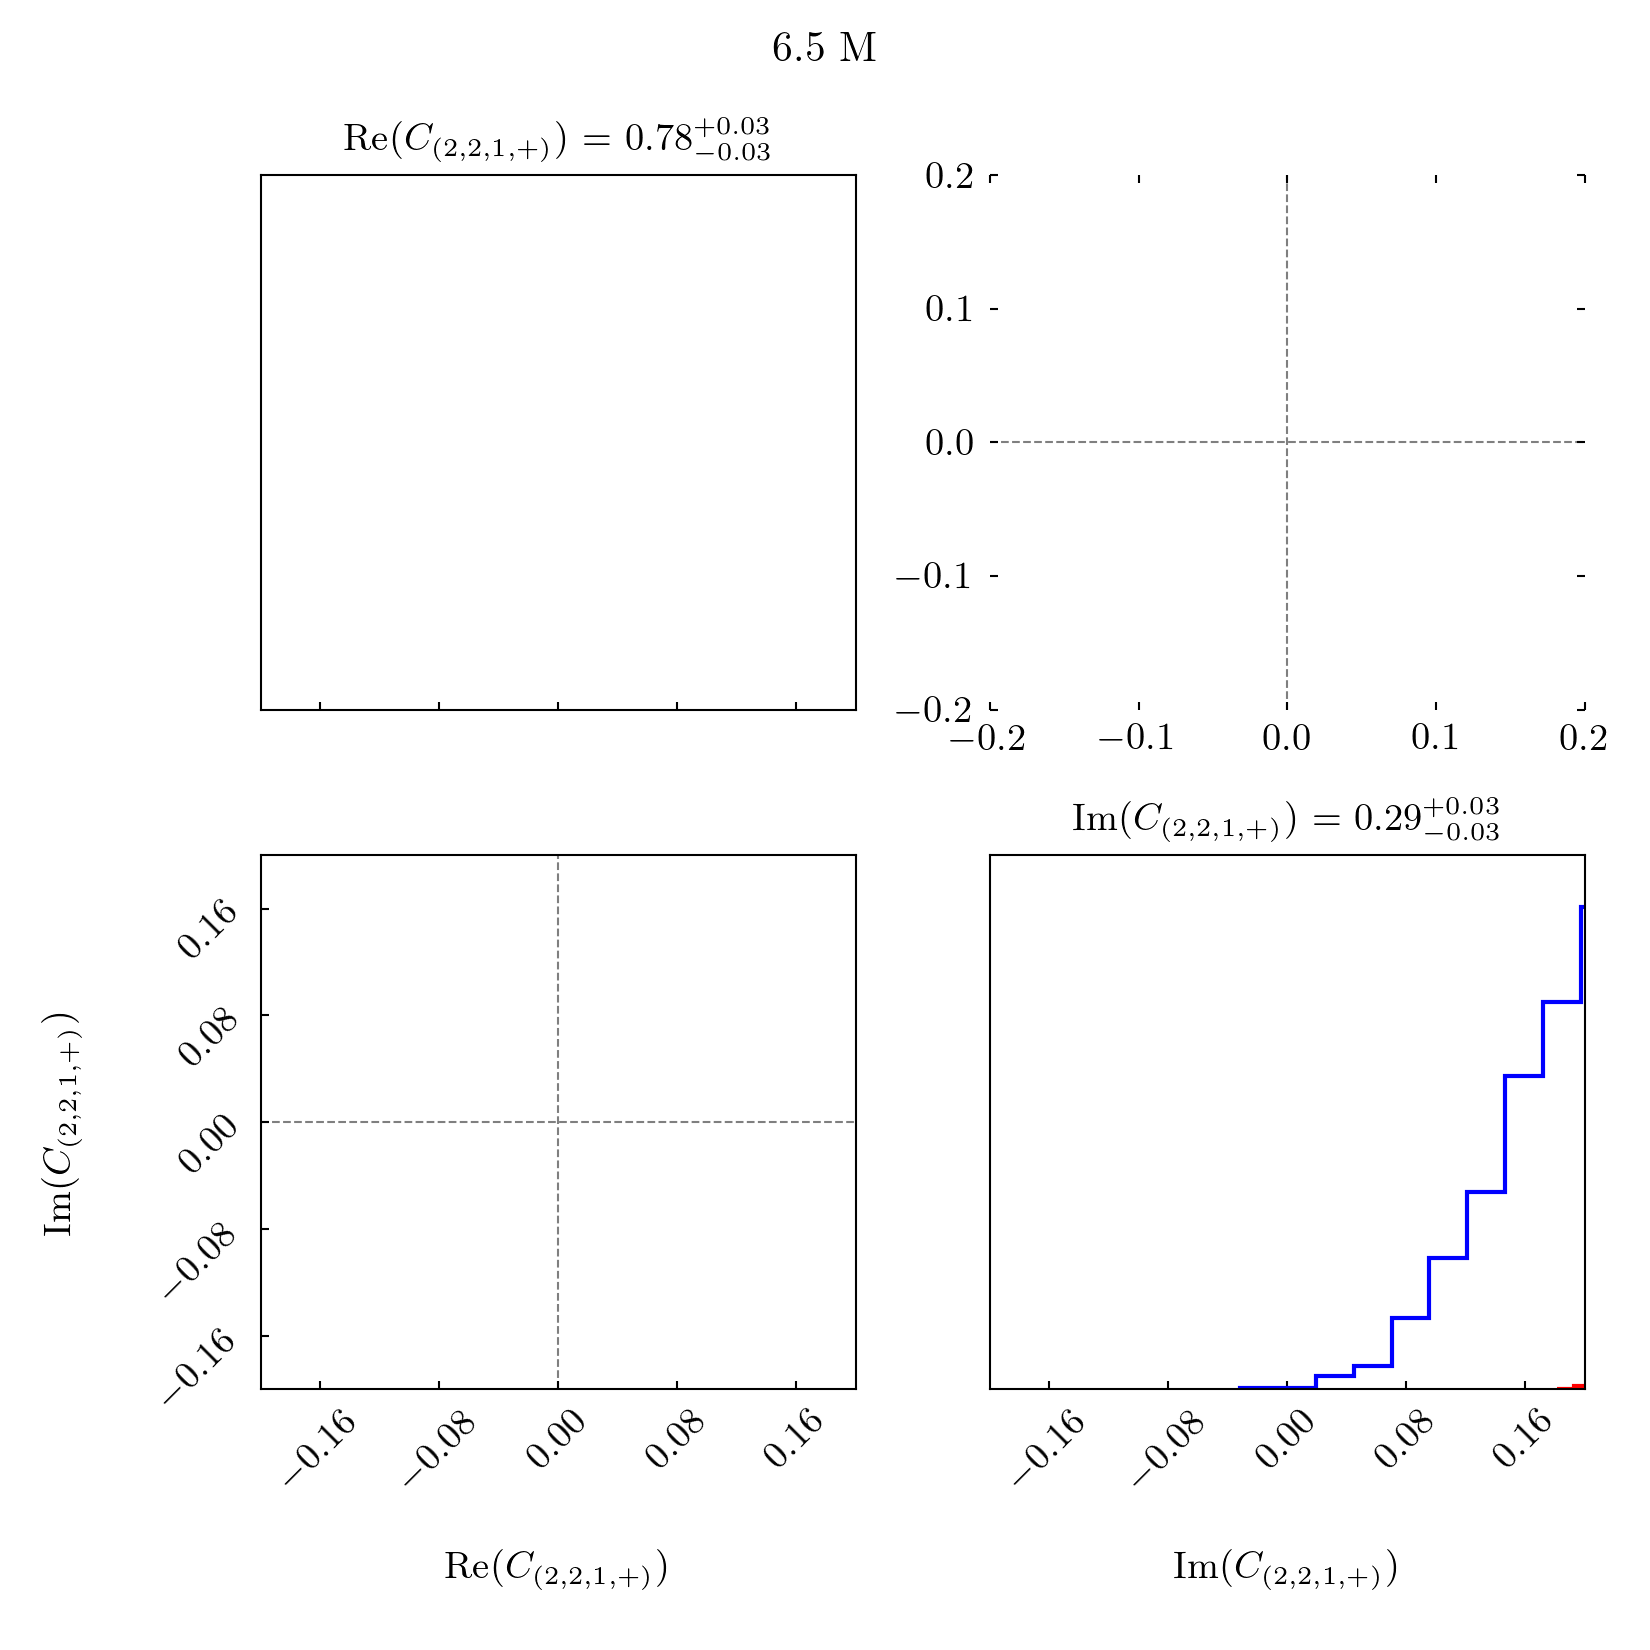 6.5 M
Re(C(2,2,1,+)) = 0.78+0.03−0.03
0.2
0.1
0.0
−0.1
−0.2
−0.2 −0.1 0.0 0.1 0.2
Im(C(2,2,1,+)) = 0.29+0.03−0.03
Im(C(2,2,1,+))
0.16
0.08
0.00
−0.08
−0.16
−0.16 −0.08 0.00 0.08 0.16
−0.16 −0.08 0.00 0.08 0.16
Re(C(2,2,1,+))
Im(C(2,2,1,+))